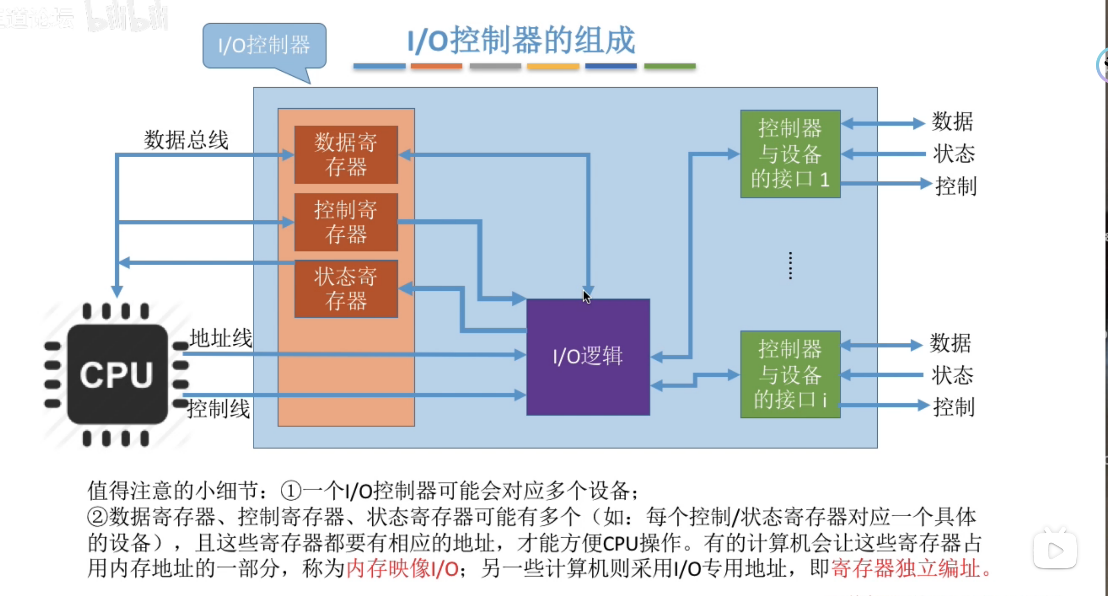 bilibili
I/O控制器的组成
I/O控制器
数据总线
数据寄
存器
控制寄
存器
状态寄
存器
控制器
与设备
的接口 1
数据
状态
控制
......
I/O逻辑
地址线
CPU
控制线
控制器
与设备
的接口 i
数据
状态
控制
值得注意的小细节：①一个I/O控制器可能会对应多个设备；
②数据寄存器、控制寄存器、状态寄存器可能有多个（如：每个控制/状态寄存器对应一个具体
的设备），且这些寄存器都要有相应的地址，才能方便CPU操作。有的计算机会让这些寄存器占
用内存地址的一部分，称为内存映像I/O；另一些计算机则采用I/O专用地址，即寄存器独立编址。